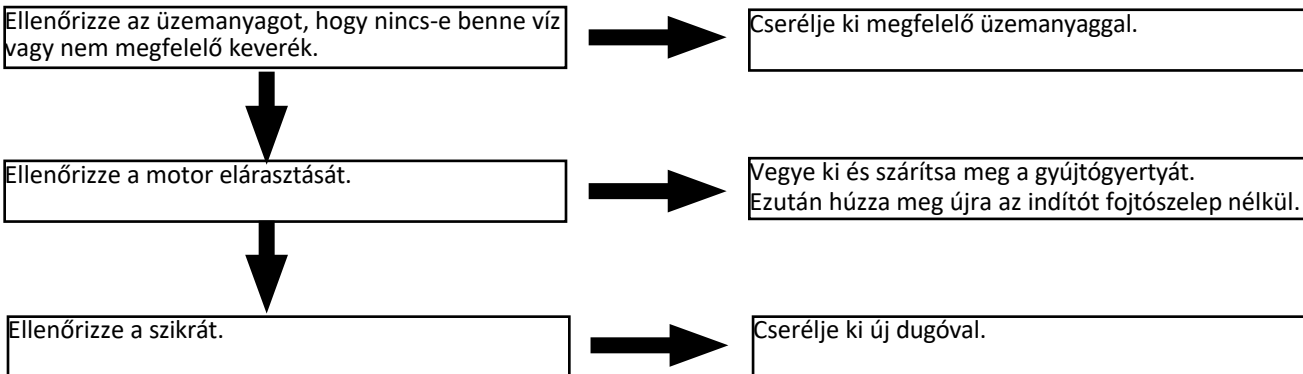 Ellenőrizze az üzemanyagot, hogy nincs-e benne víz
vagy nem megfelelő keverék.
Cserélje ki megfelelő üzemanyaggal.
Ellenőrizze a motor elárasztását.
Vegye ki és szárítsa meg a gyújtógyertyát.
Ezután húzza meg újra az indítót fojtószelep nélkül.
Ellenőrizze a szikrát.
Cserélje ki új dugóval.